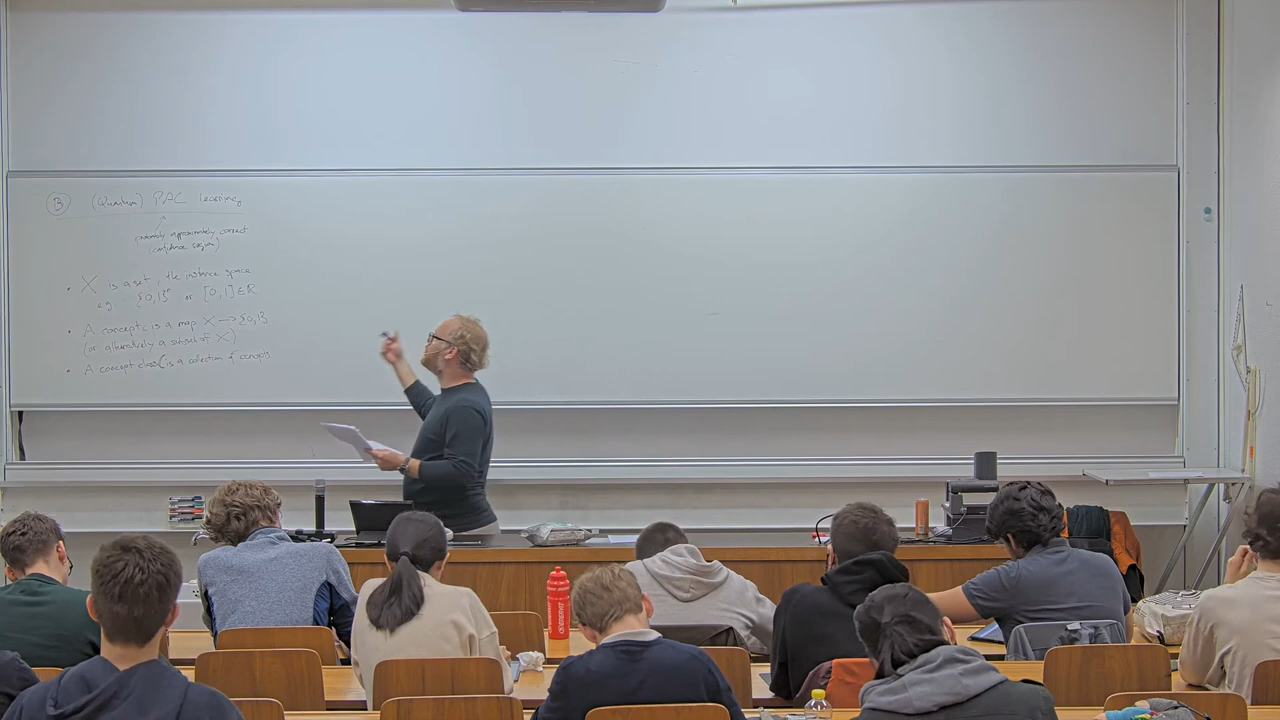 B (Quantum) PAC learning
probably approximately correct
(confidence region)
• X is a set, the instance space
e.g. {0,1}ⁿ or [0,1]∈ℝ
• A concept c is a map X → {0,1}
(or alternatively a subset of X)
• A concept class C is a collection of concepts